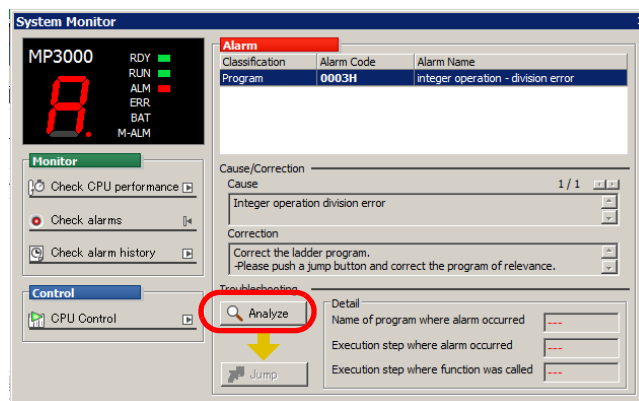 System Monitor
MP3000
RDY
RUN
ALM
ERR
BAT
M-ALM
A.
Alarm
Classification Alarm Code Alarm Name
Program 0003H integer operation - division error
Monitor
Check CPU performance
Check alarms
Check alarm history
Control
CPU Control
Cause/Correction
Cause 1 / 1
Integer operation division error
Correction
Correct the ladder program.
-Please push a jump button and correct the program of relevance.
Troubleshooting
Analyze
Jump
Detail
Name of program where alarm occurred ---
Execution step where alarm occurred ---
Execution step where function was called ---